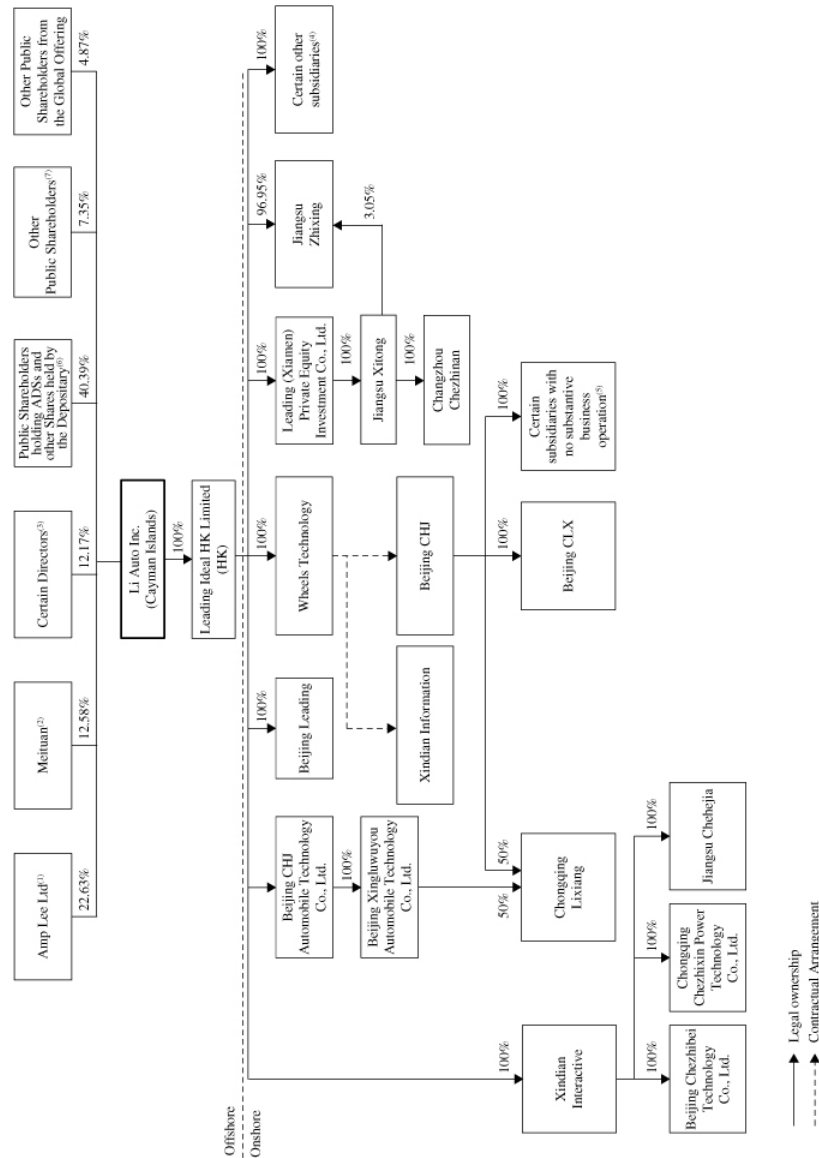 Amp Lee Ltd(1)
Meituan(2)
Certain Directors(3)
Public Shareholders
holding ADSs and
other Shares held by
the Depositary(6)
Other
Public Shareholders(7)
Other Public
Shareholders from
the Global Offering
22.63%
12.58%
12.17%
40.39%
7.35%
4.87%
Li Auto Inc.
(Cayman Islands)
100%
Leading Ideal HK Limited
(HK)
Offshore
Onshore
100%
100%
100%
100%
96.95%
100%
Beijing CHJ
Automobile Technology
Co., Ltd.
Beijing Leading
Wheels Technology
Leading (Xiamen)
Private Equity
Investment Co., Ltd.
Jiangsu
Zhixing
Certain other
subsidiaries(4)
100%
100%
3.05%
Beijing Xingluwuyou
Automobile Technology
Co., Ltd.
Xindian Information
Beijing CHJ
Jiangsu Xitong
100%
Changzhou
Chezhinan
50%
50%
100%
100%
Xindian
Interactive
Chongqing
Lixiang
Beijing CLX
Certain
subsidiaries with
no substantive
business
operation(5)
100%
100%
100%
Beijing Chezhibei
Technology
Co., Ltd.
Chongqing
Chezhixin Power
Technology
Co., Ltd.
Jiangsu Chehejia
Legal ownership
Contractual Arrangement